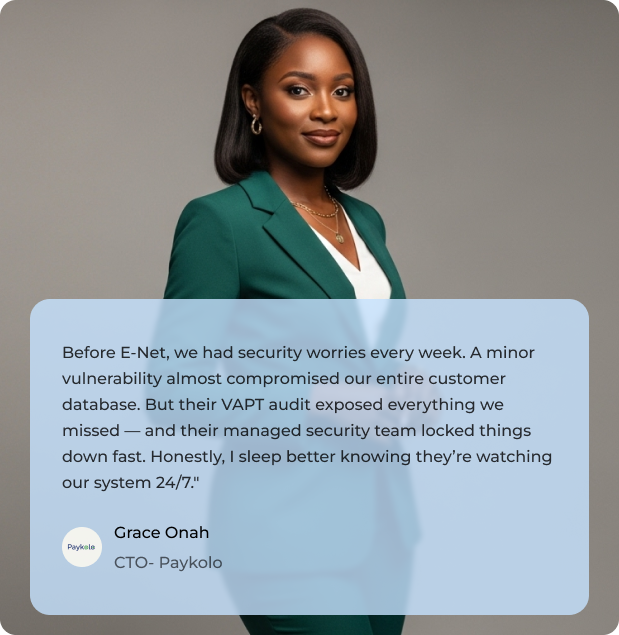 Before E-Net, we had security worries every week. A minor
vulnerability almost compromised our entire customer
database. But their VAPT audit exposed everything we
missed — and their managed security team locked things
down fast. Honestly, I sleep better knowing they’re watching
our system 24/7."
Grace Onah
Paykolo
CTO- Paykolo